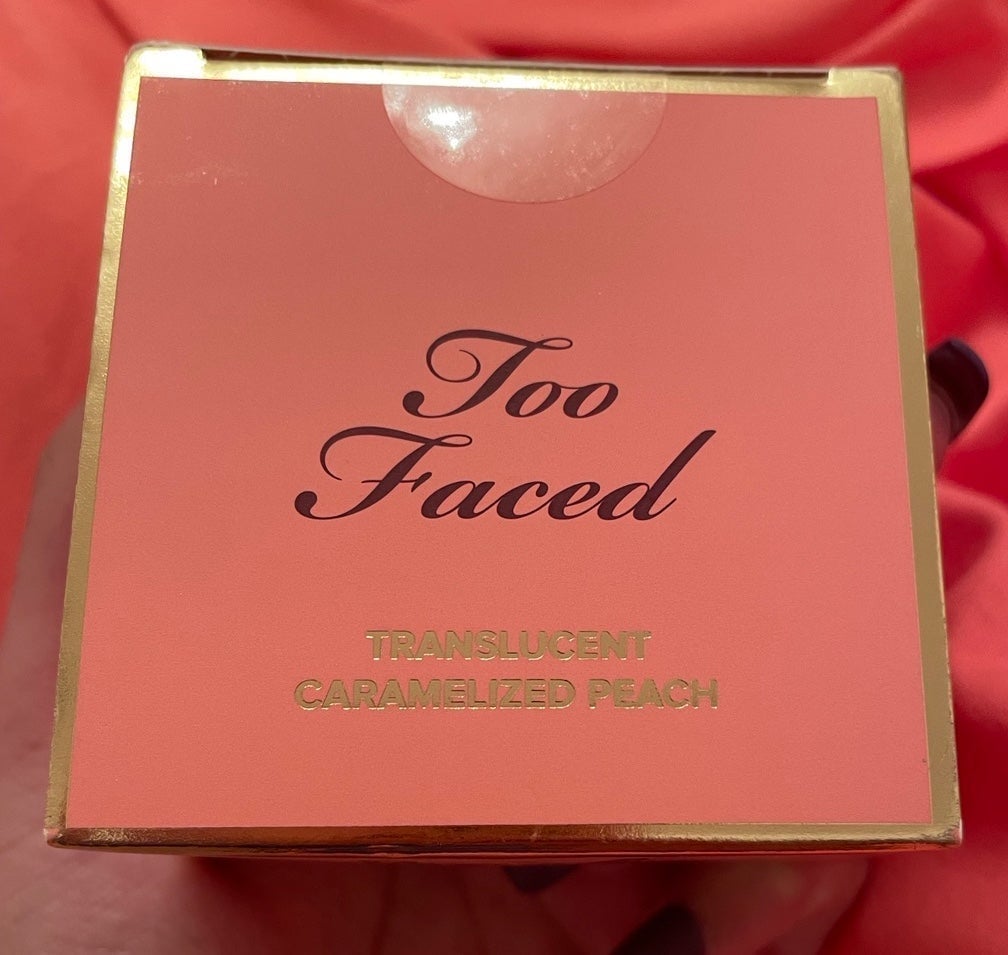 Too
Faced
TRANSLUCENT
CARAMELIZED PEACH